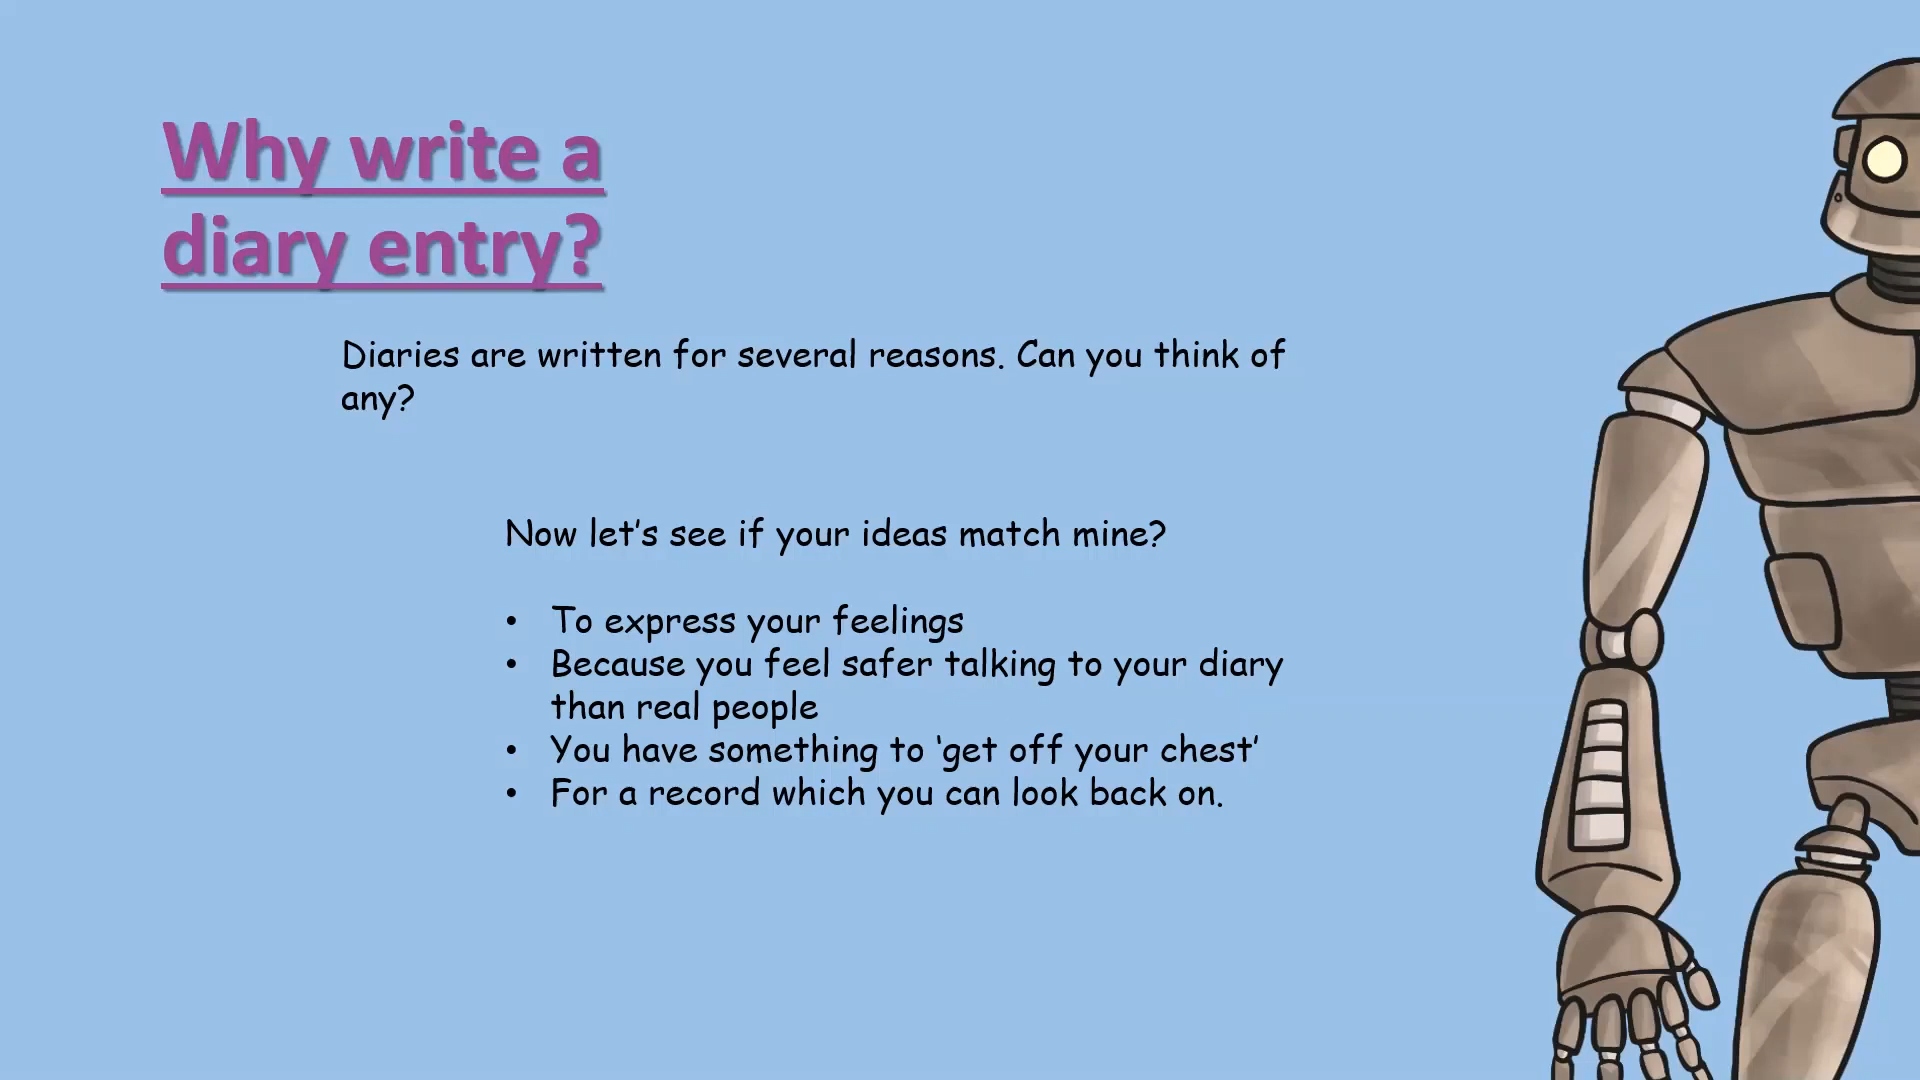 Why write a
diary entry?
Diaries are written for several reasons. Can you think of
any?
Now let’s see if your ideas match mine?
• To express your feelings
• Because you feel safer talking to your diary
than real people
• You have something to ‘get off your chest’
• For a record which you can look back on.